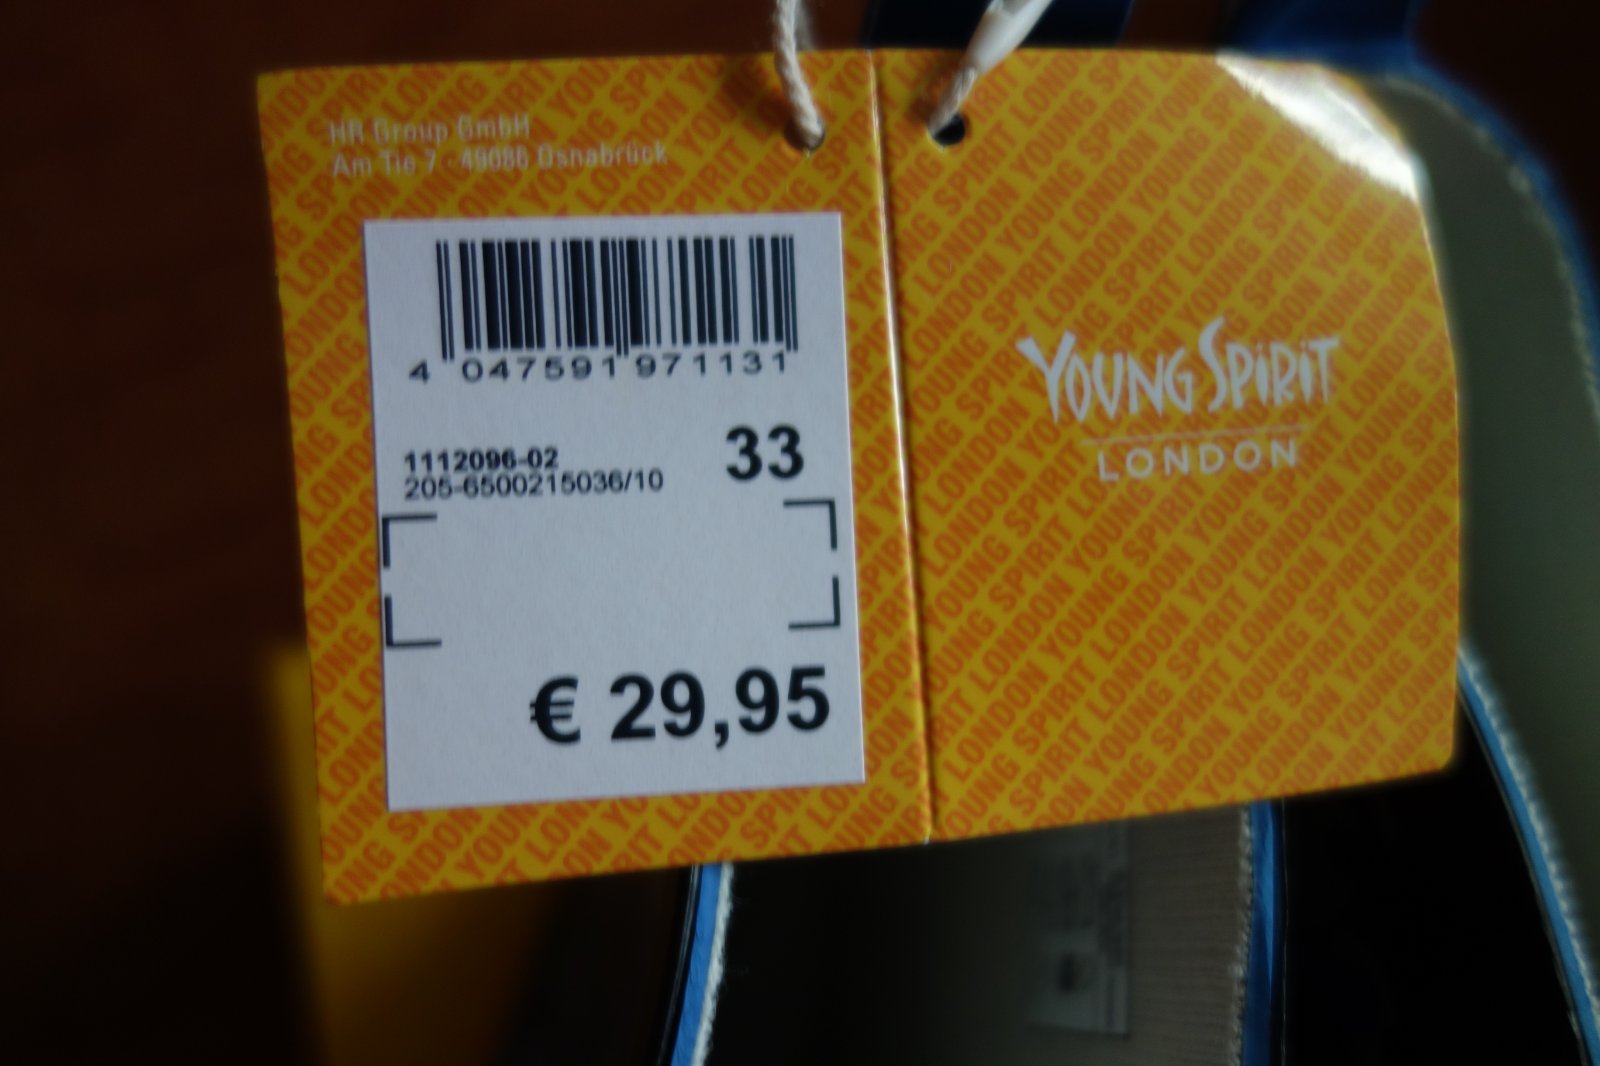 HR Group GmbH
Am Tie 7 · 49086 Osnabrück
4 047591 971131
1112096-02
205-6500215036/10
33
€ 29,95
YOUNG SPIRIT
LONDON